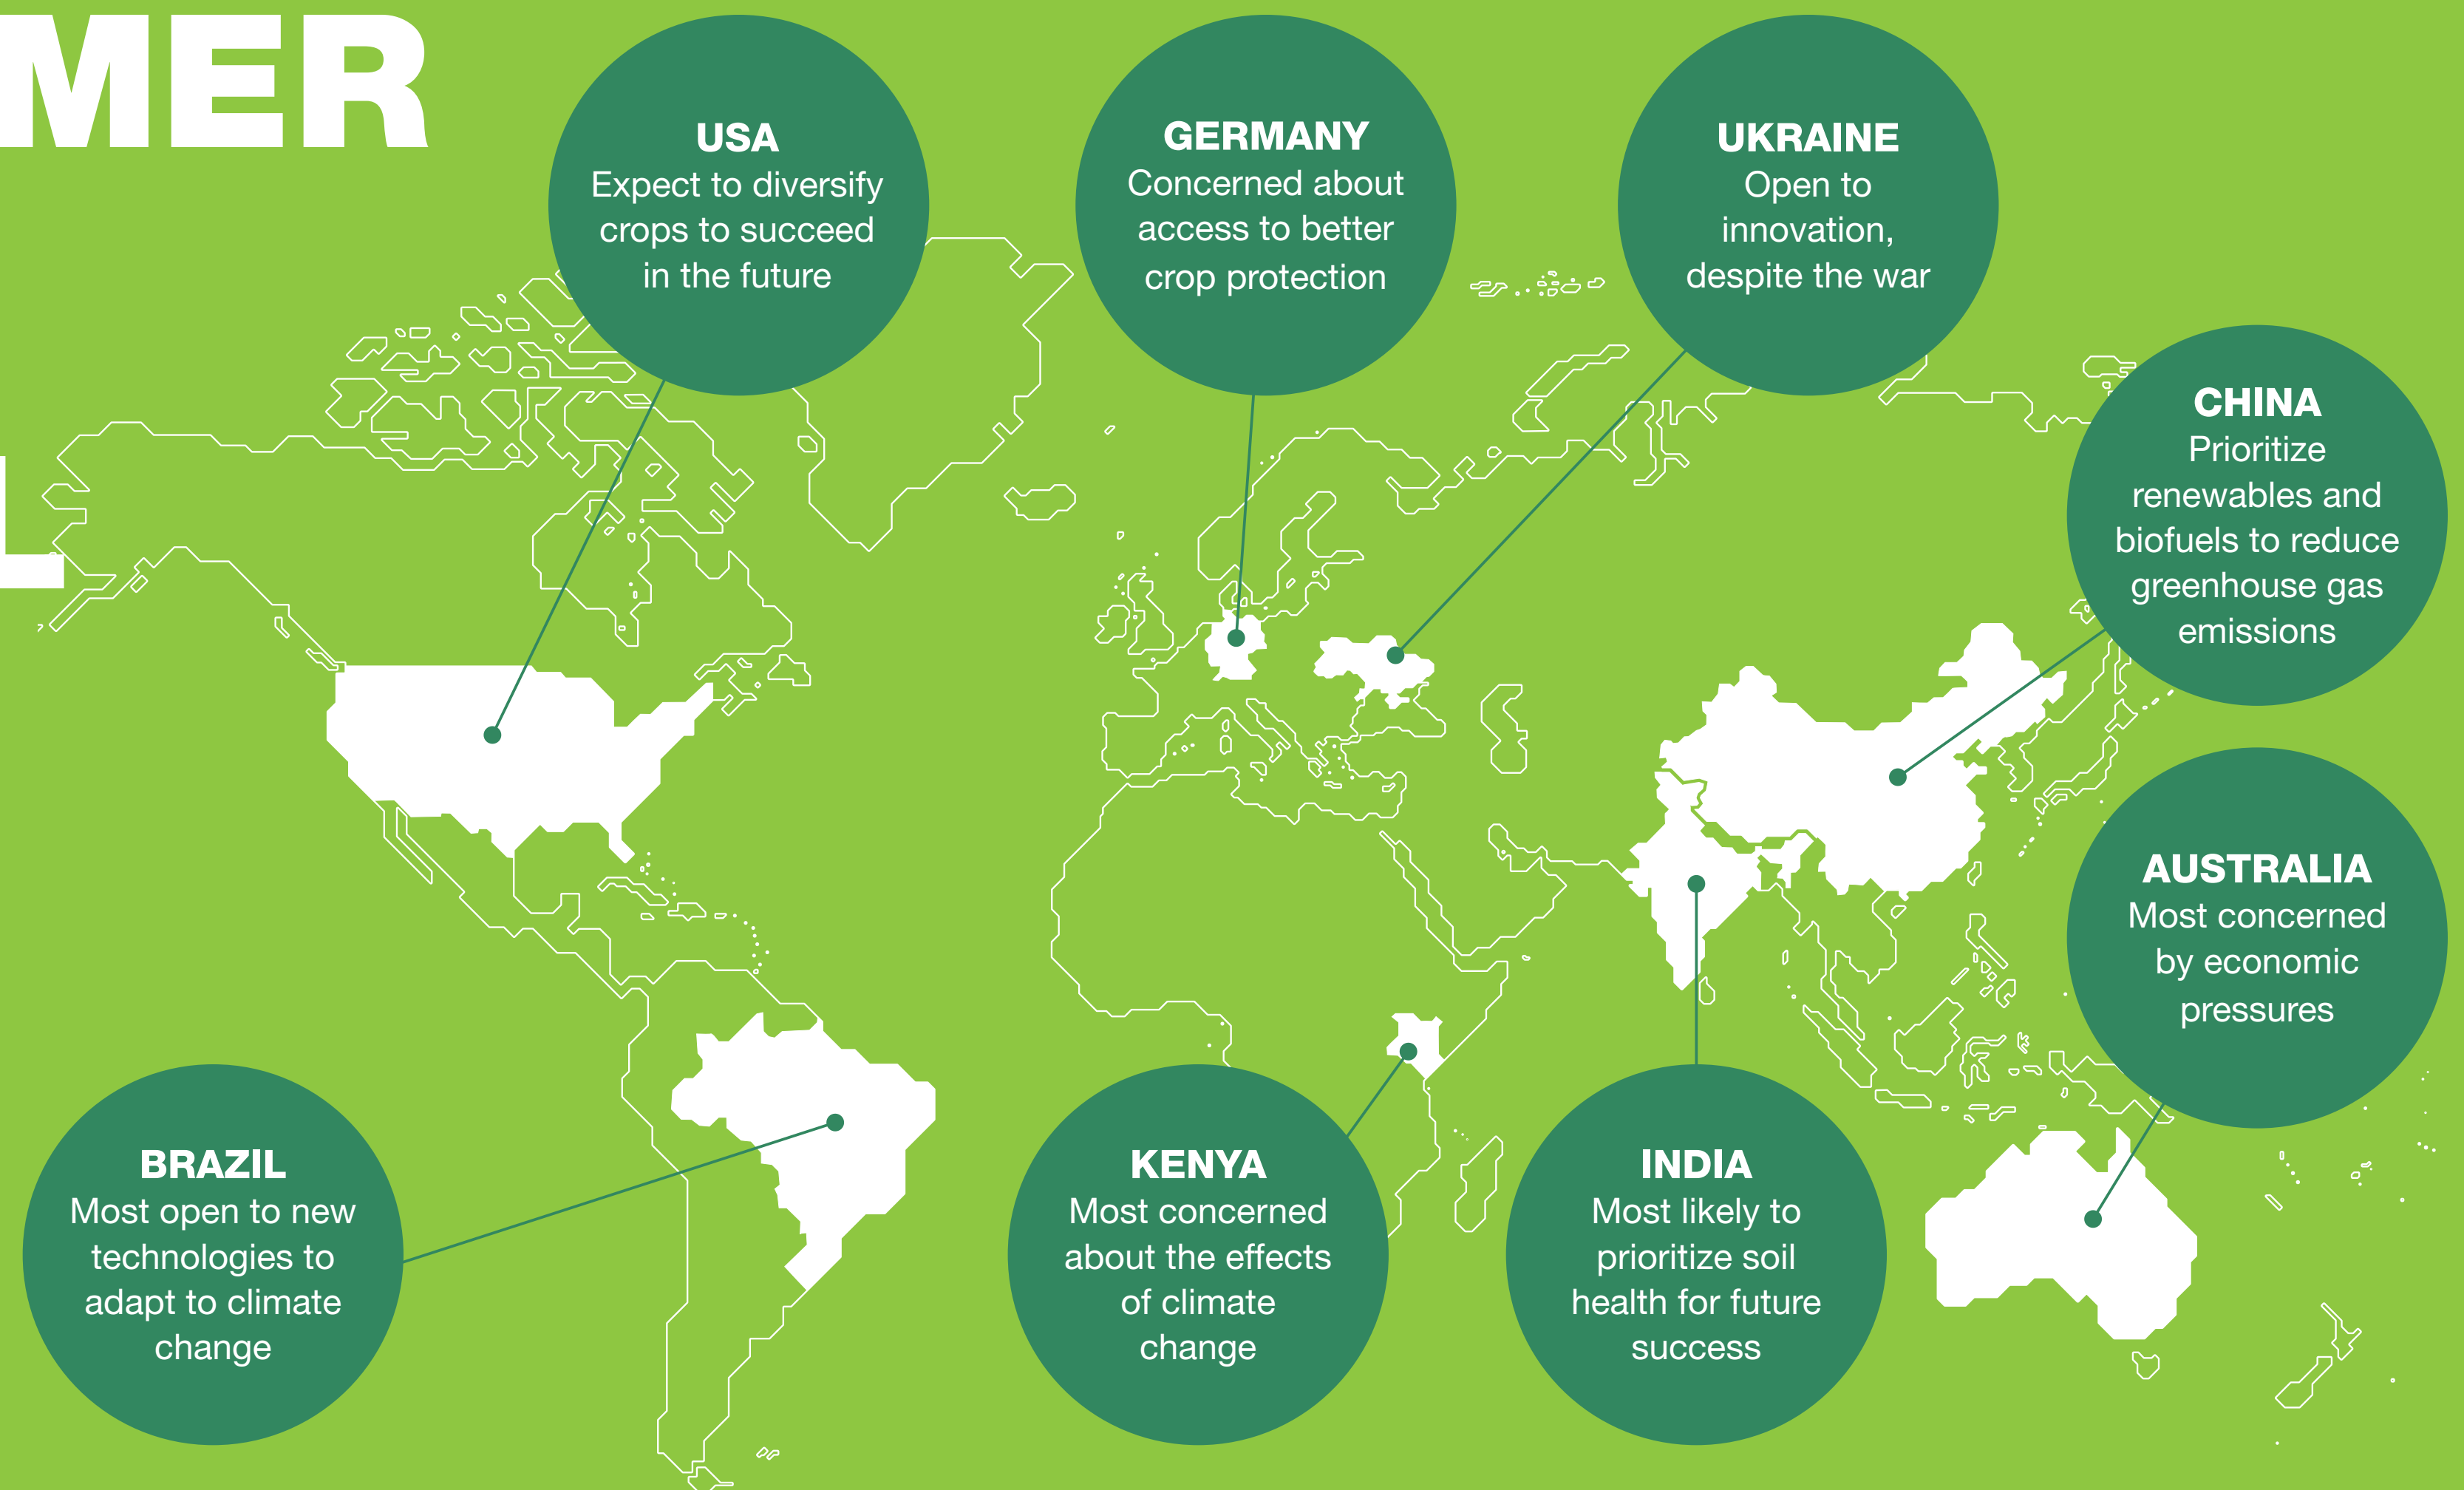 MER
L
USA
Expect to diversify
crops to succeed
in the future
GERMANY
Concerned about
access to better
crop protection
UKRAINE
Open to
innovation,
despite the war
CHINA
Prioritize
renewables and
biofuels to reduce
greenhouse gas
emissions
AUSTRALIA
Most concerned
by economic
pressures
BRAZIL
Most open to new
technologies to
adapt to climate
change
KENYA
Most concerned
about the effects
of climate
change
INDIA
Most likely to
prioritize soil
health for future
success